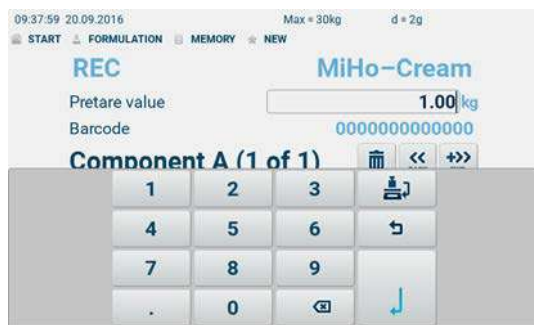 09:37:59 20.09.2016 Max = 30kg d = 2g
START FORMULATION MEMORY NEW
REC MiHo-Cream
Pretare value 1.00 kg
Barcode 0000000000000
Component A (1 of 1) << +>>
1 2 3
4 5 6
7 8 9
. 0